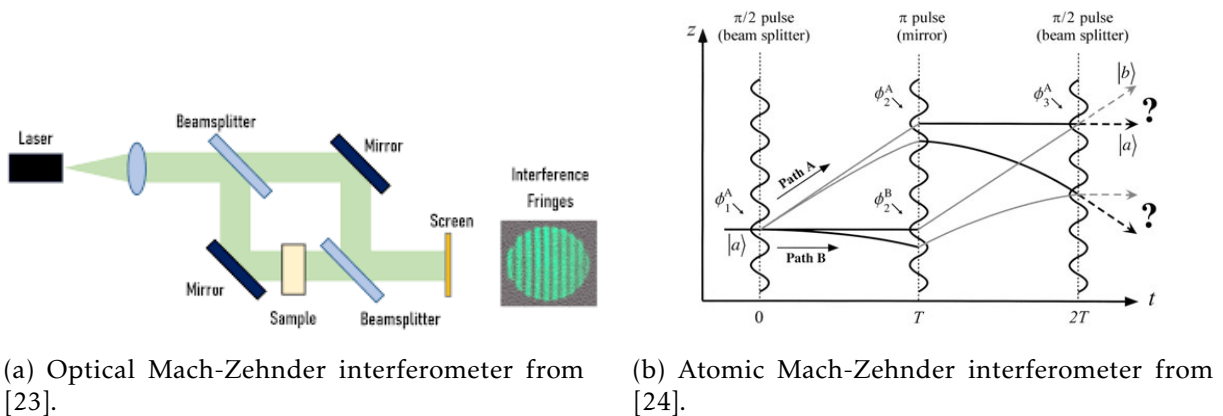 Laser
Beamsplitter
Mirror
Interference
Fringes
Screen
Mirror
Sample
Beamsplitter
π/2 pulse
(beam splitter)
π pulse
(mirror)
π/2 pulse
(beam splitter)
z
|b⟩
ϕ₂ᴬ
ϕ₃ᴬ
?
|a⟩
Path A
ϕ₁ᴬ
ϕ₂ᴮ
?
|a⟩
Path B
t
0
T
2T
(a) Optical Mach-Zehnder interferometer from
[23].
(b) Atomic Mach-Zehnder interferometer from
[24].